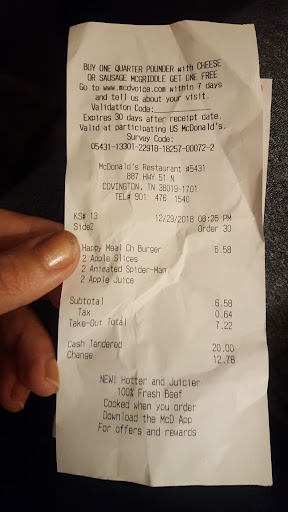 BUY ONE QUARTER POUNDER with CHEESE
OR SAUSAGE MCGRIDDLE GET ONE FREE
Go to www.mcdvoice.com within 7 days
and tell us about your visit.
Validation Code:
Expires 30 days after receipt date.
Valid at participating US McDonald's.
Survey Code:
05431-13301-22918-18257-00072-2
McDonald's Restaurant #5431
887 HWY 51 N
COVINGTON, TN 38019-1701
TEL# 901 476 1540
KS# 13 12/29/2018 08:25 PM
Side2 Order 30
Happy Meal Ch Burger 6.58
2 Apple Slices
2 Animated Spider-Man
2 Apple Juice
Subtotal 6.58
Tax 0.64
Take-Out Total 7.22
Cash Tendered 20.00
Change 12.78
NEW! Hotter and Juicier
100% Fresh Beef
Cooked when you order
Download the McD App
For offers and rewards